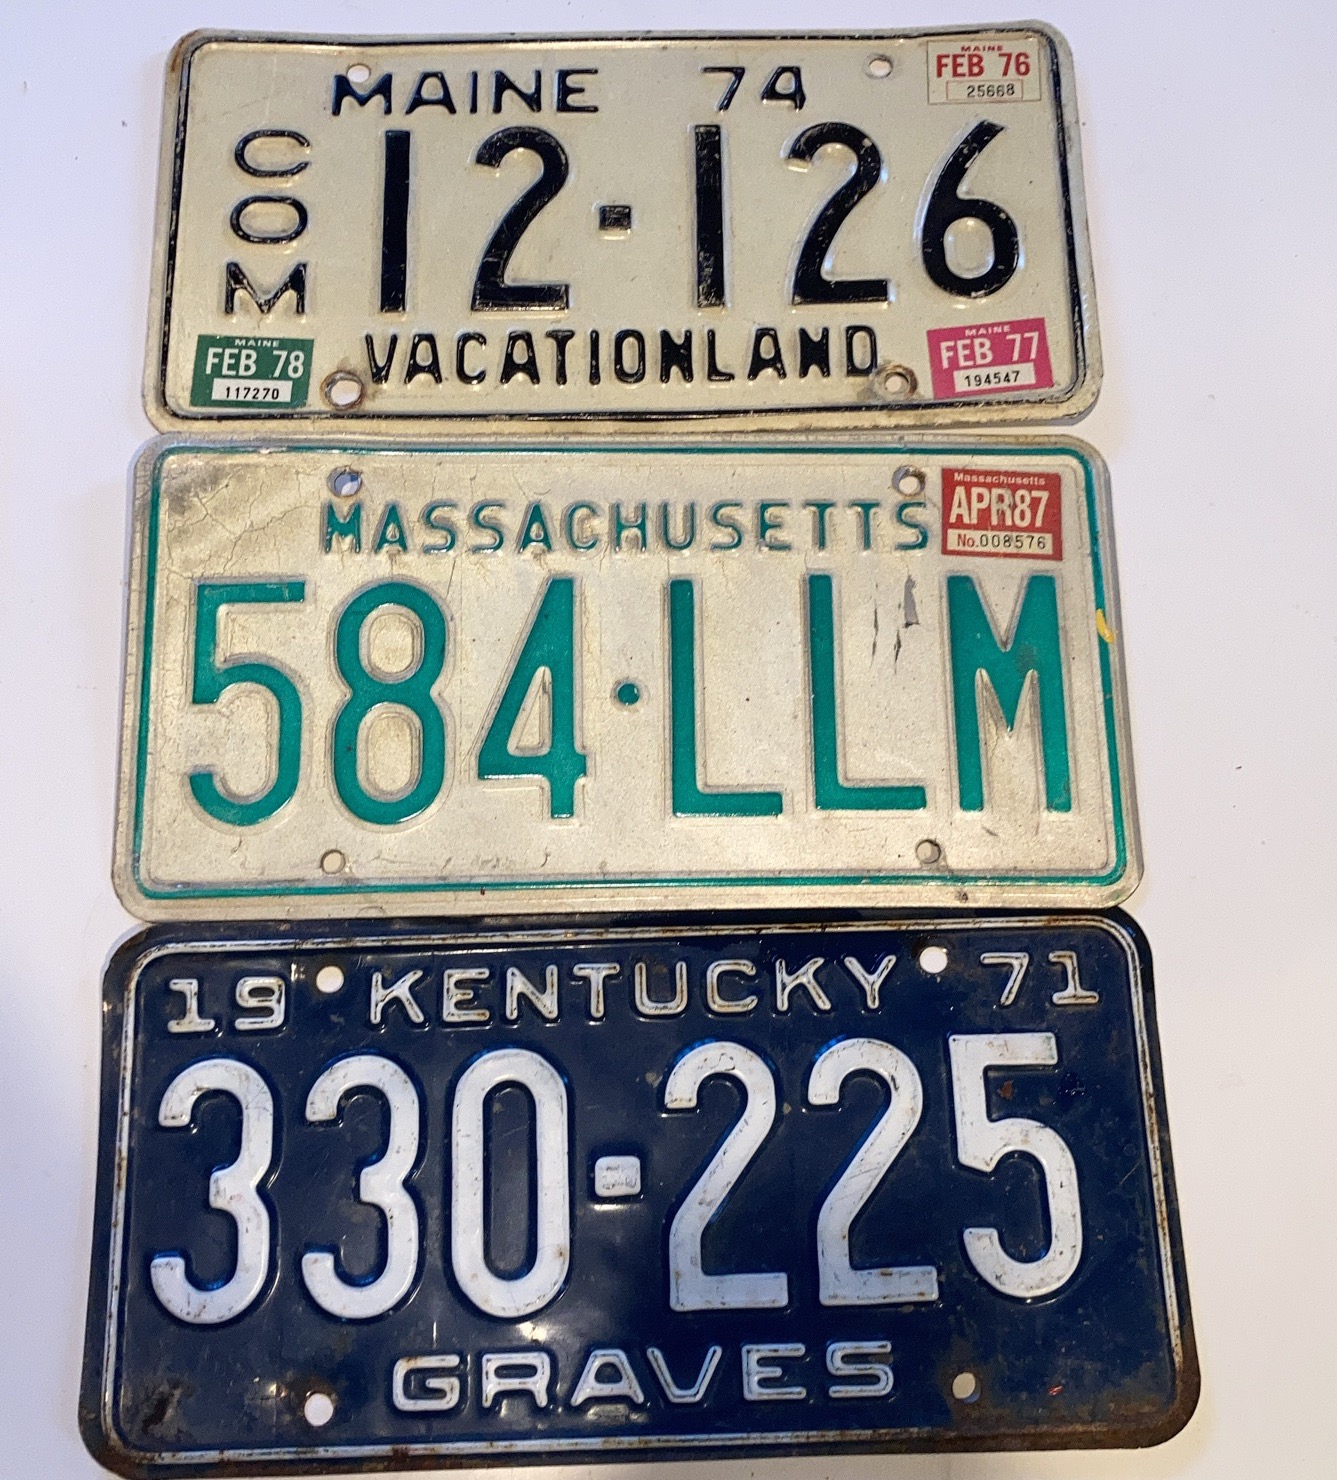 MAINE 74
MAINE
FEB 76
25668
COM
12-126
MAINE
FEB 78
117270
VACATIONLAND
MAINE
FEB 77
194547
MASSACHUSETTS
Massachusetts
APR87
No.008576
584·LLM
19 KENTUCKY 71
330-225
GRAVES